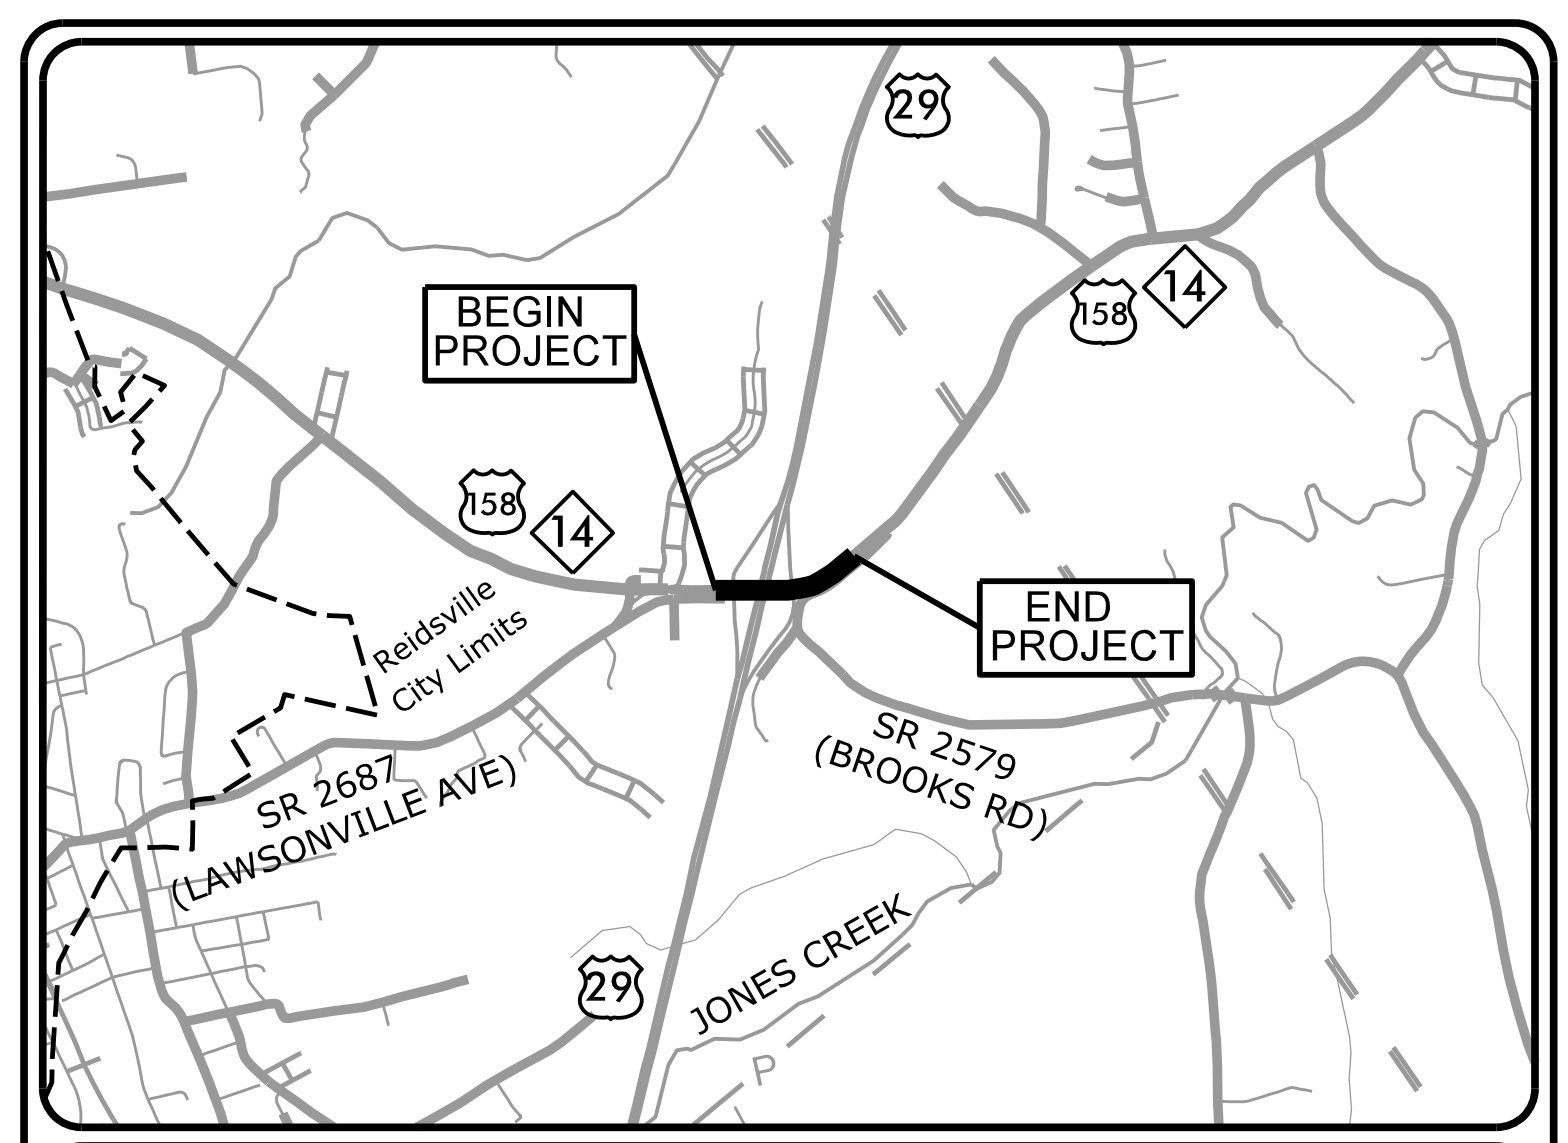 29
14
158
BEGIN
PROJECT
158
14
Reidsville
City Limits
END
PROJECT
SR 2579
(BROOKS RD)
SR 2687
(LAWSONVILLE AVE)
JONES CREEK
29
P